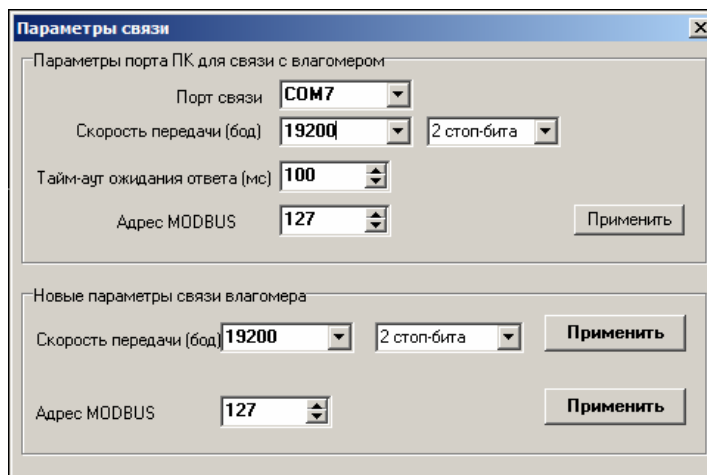 Параметры связи
Параметры порта ПК для связи с влагомером
Порт связи COM7
Скорость передачи (бод) 19200 2 стоп-бита
Тайм-аут ожидания ответа (мс) 100
Адрес MODBUS 127 Применить
Новые параметры связи влагомера
Скорость передачи (бод) 19200 2 стоп-бита Применить
Адрес MODBUS 127 Применить